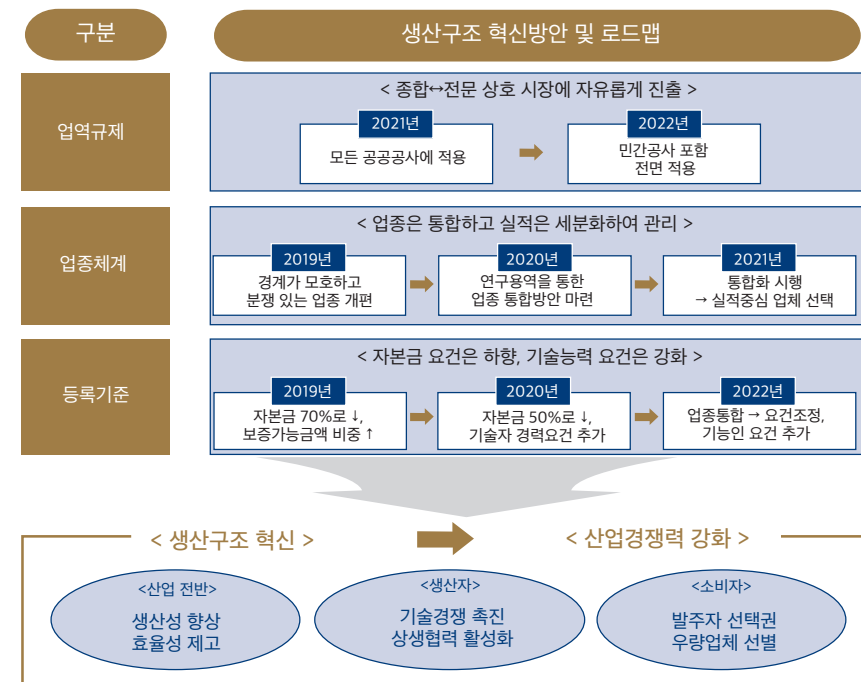 구분
생산구조 혁신방안 및 로드맵
업역규제
< 종합↔전문 상호 시장에 자유롭게 진출 >
2021년
모든 공공공사에 적용
2022년
민간공사 포함
전면 적용
업종체계
< 업종은 통합하고 실적은 세분화하여 관리 >
2019년
경계가 모호하고
분쟁 있는 업종 개편
2020년
연구용역을 통한
업종 통합방안 마련
2021년
통합화 시행
→ 실적중심 업체 선택
등록기준
< 자본금 요건은 하향, 기술능력 요건은 강화 >
2019년
자본금 70%로 ↓,
보증가능금액 비중 ↑
2020년
자본금 50%로 ↓,
기술자 경력요건 추가
2022년
업종통합 → 요건조정,
기능인 요건 추가
< 생산구조 혁신 >
< 산업경쟁력 강화 >
<산업 전반>
생산성 향상
효율성 제고
<생산자>
기술경쟁 촉진
상생협력 활성화
<소비자>
발주자 선택권
우량업체 선별